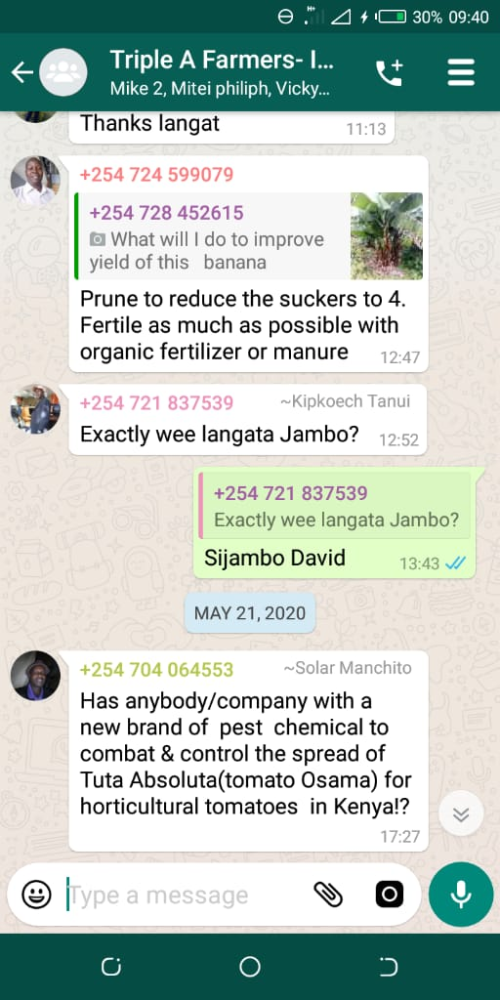 30% 09:40
Triple A Farmers- I...
Mike 2, Mitei philiph, Vicky...
Thanks langat
11:13
+254 724 599079
+254 728 452615
What will I do to improve
yield of this banana
Prune to reduce the suckers to 4.
Fertile as much as possible with
organic fertilizer or manure 12:47
+254 721 837539 ~Kipkoech Tanui
Exactly wee langata Jambo? 12:52
+254 721 837539
Exactly wee langata Jambo?
Sijambo David 13:43
MAY 21, 2020
+254 704 064553 ~Solar Manchito
Has anybody/company with a
new brand of pest chemical to
combat & control the spread of
Tuta Absoluta(tomato Osama) for
horticultural tomatoes in Kenya!?
17:27
Type a message